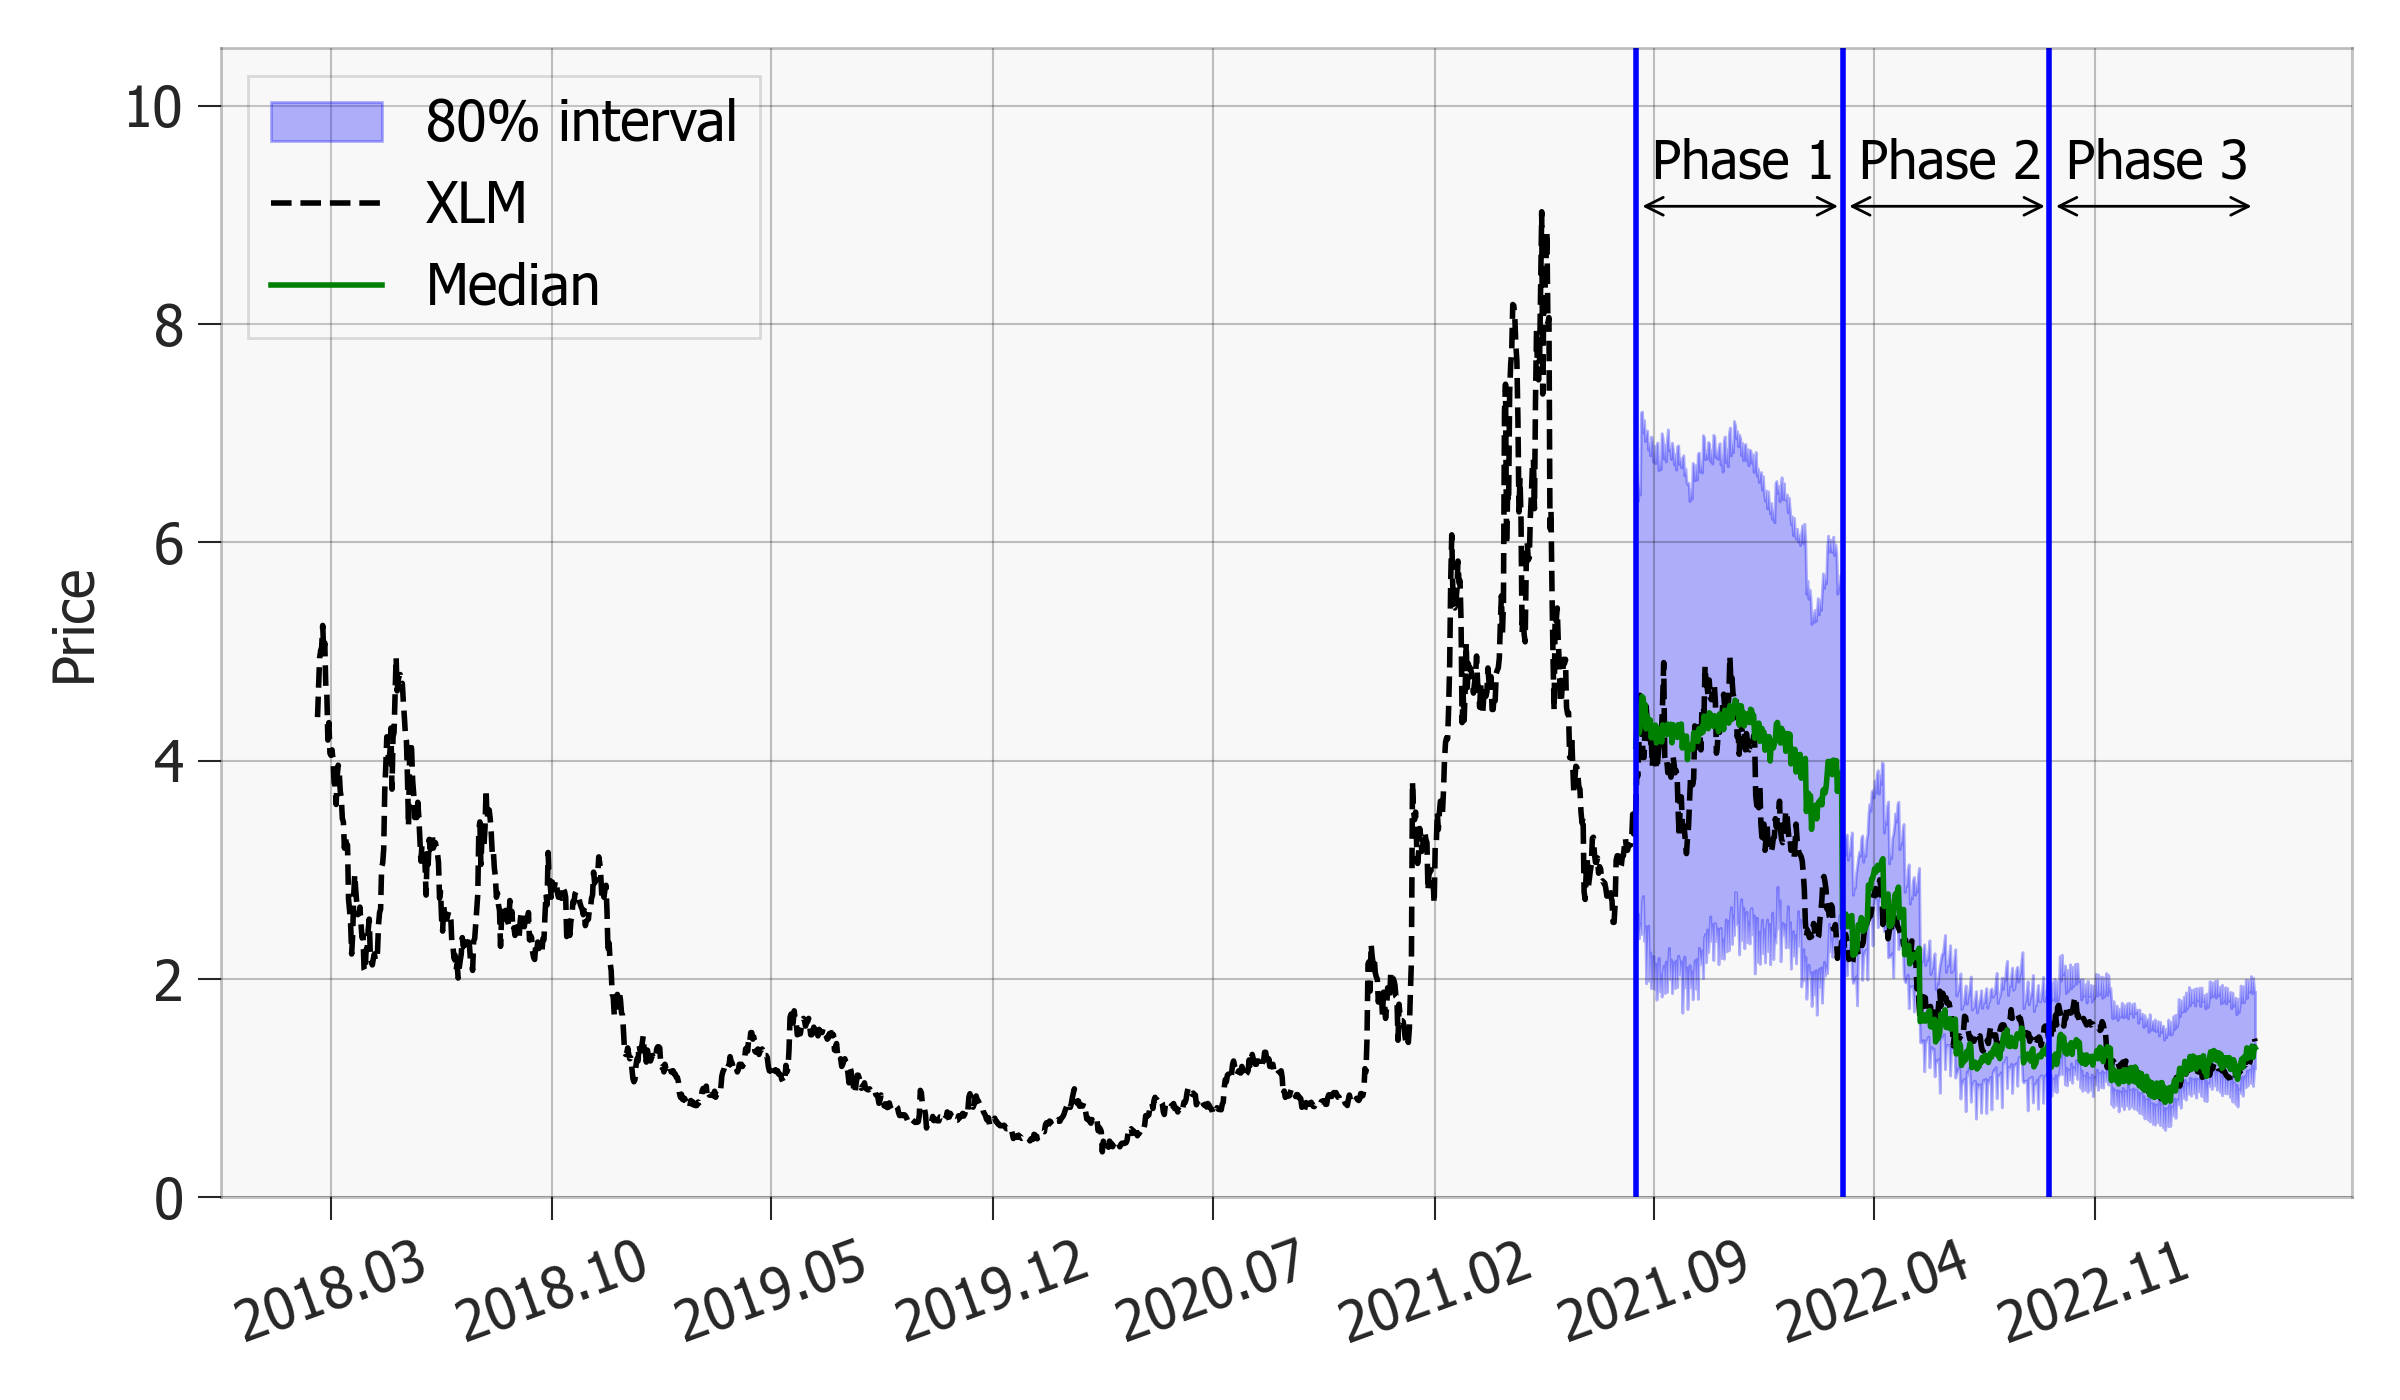 80% interval
XLM
Median
Phase 1
Phase 2
Phase 3
Price
10
8
6
4
2
0
2018.03
2018.10
2019.05
2019.12
2020.07
2021.02
2021.09
2022.04
2022.11